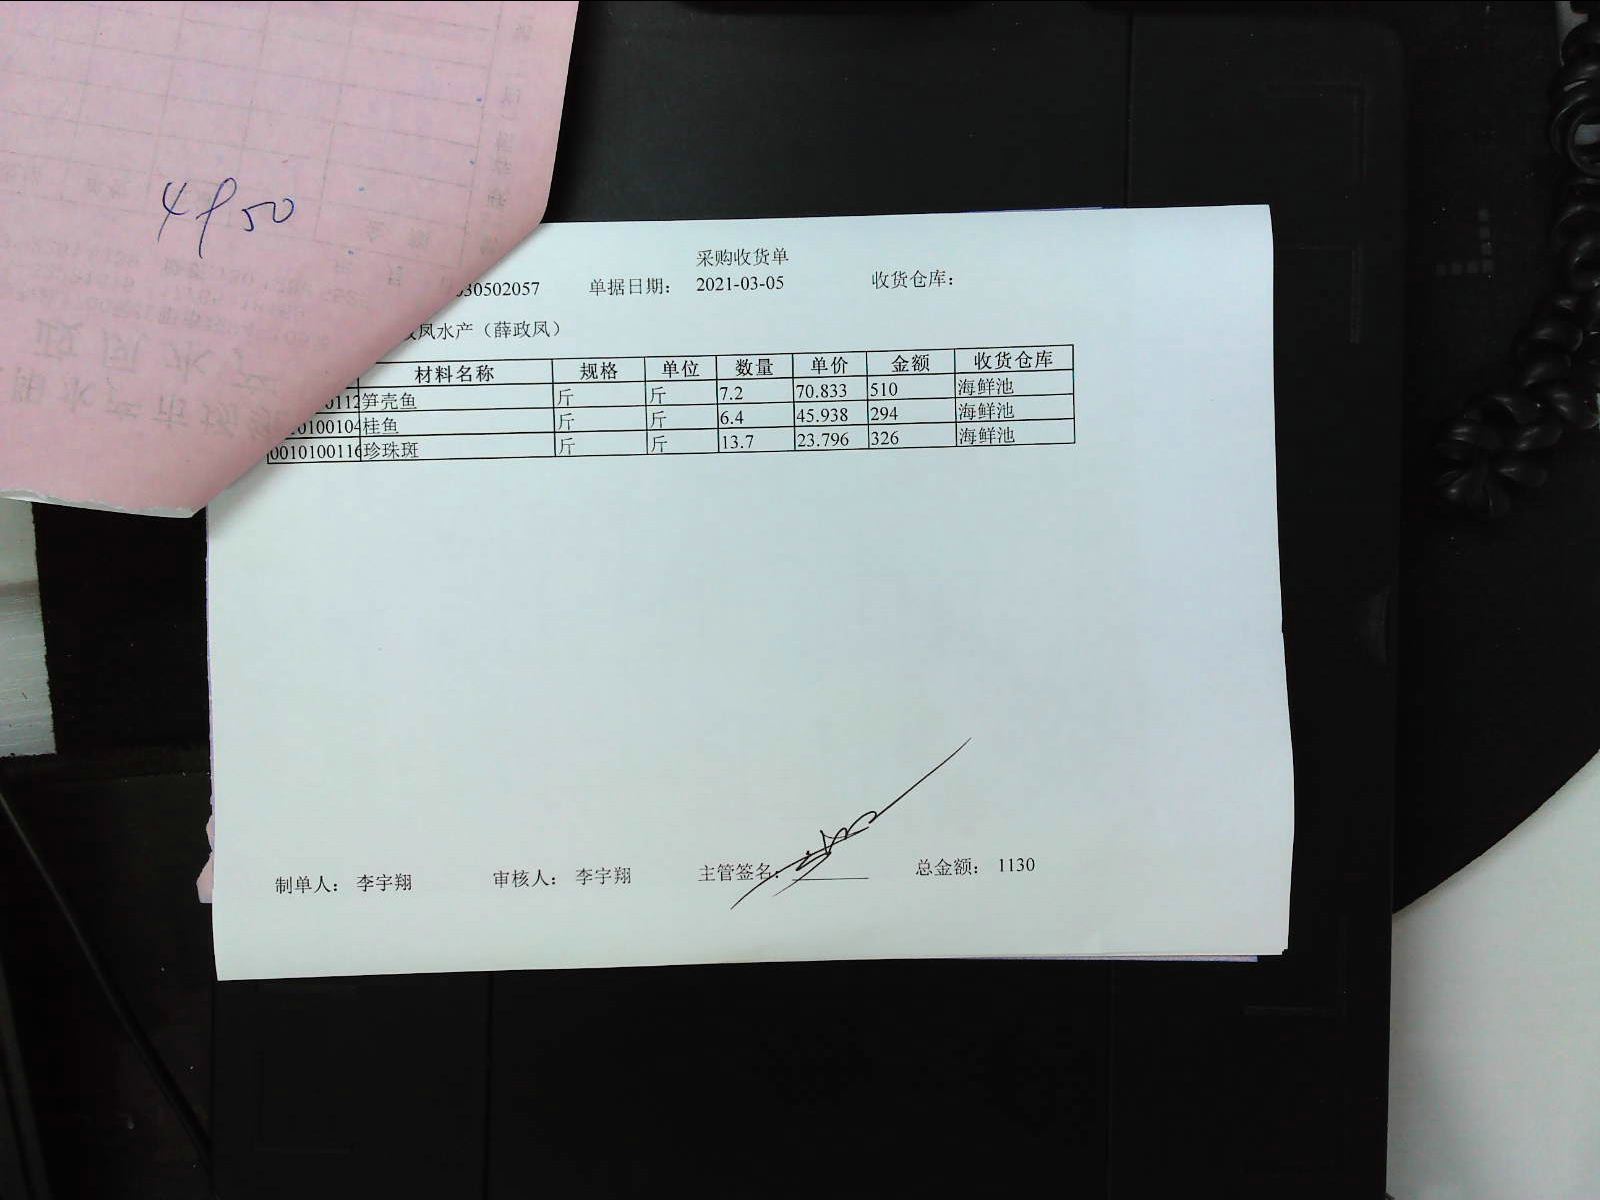 采购收货单
030502057 单据日期： 2021-03-05 收货仓库：
凤水产（薛政凤）
材料名称 规格 单位 数量 单价 金额 收货仓库
0112 笋壳鱼 斤 斤 7.2 70.833 510 海鲜池
0100104 桂鱼 斤 斤 6.4 45.938 294 海鲜池
0010100116 珍珠斑 斤 斤 13.7 23.796 326 海鲜池
制单人： 李宇翔 审核人： 李宇翔 主管签名： 总金额： 1130